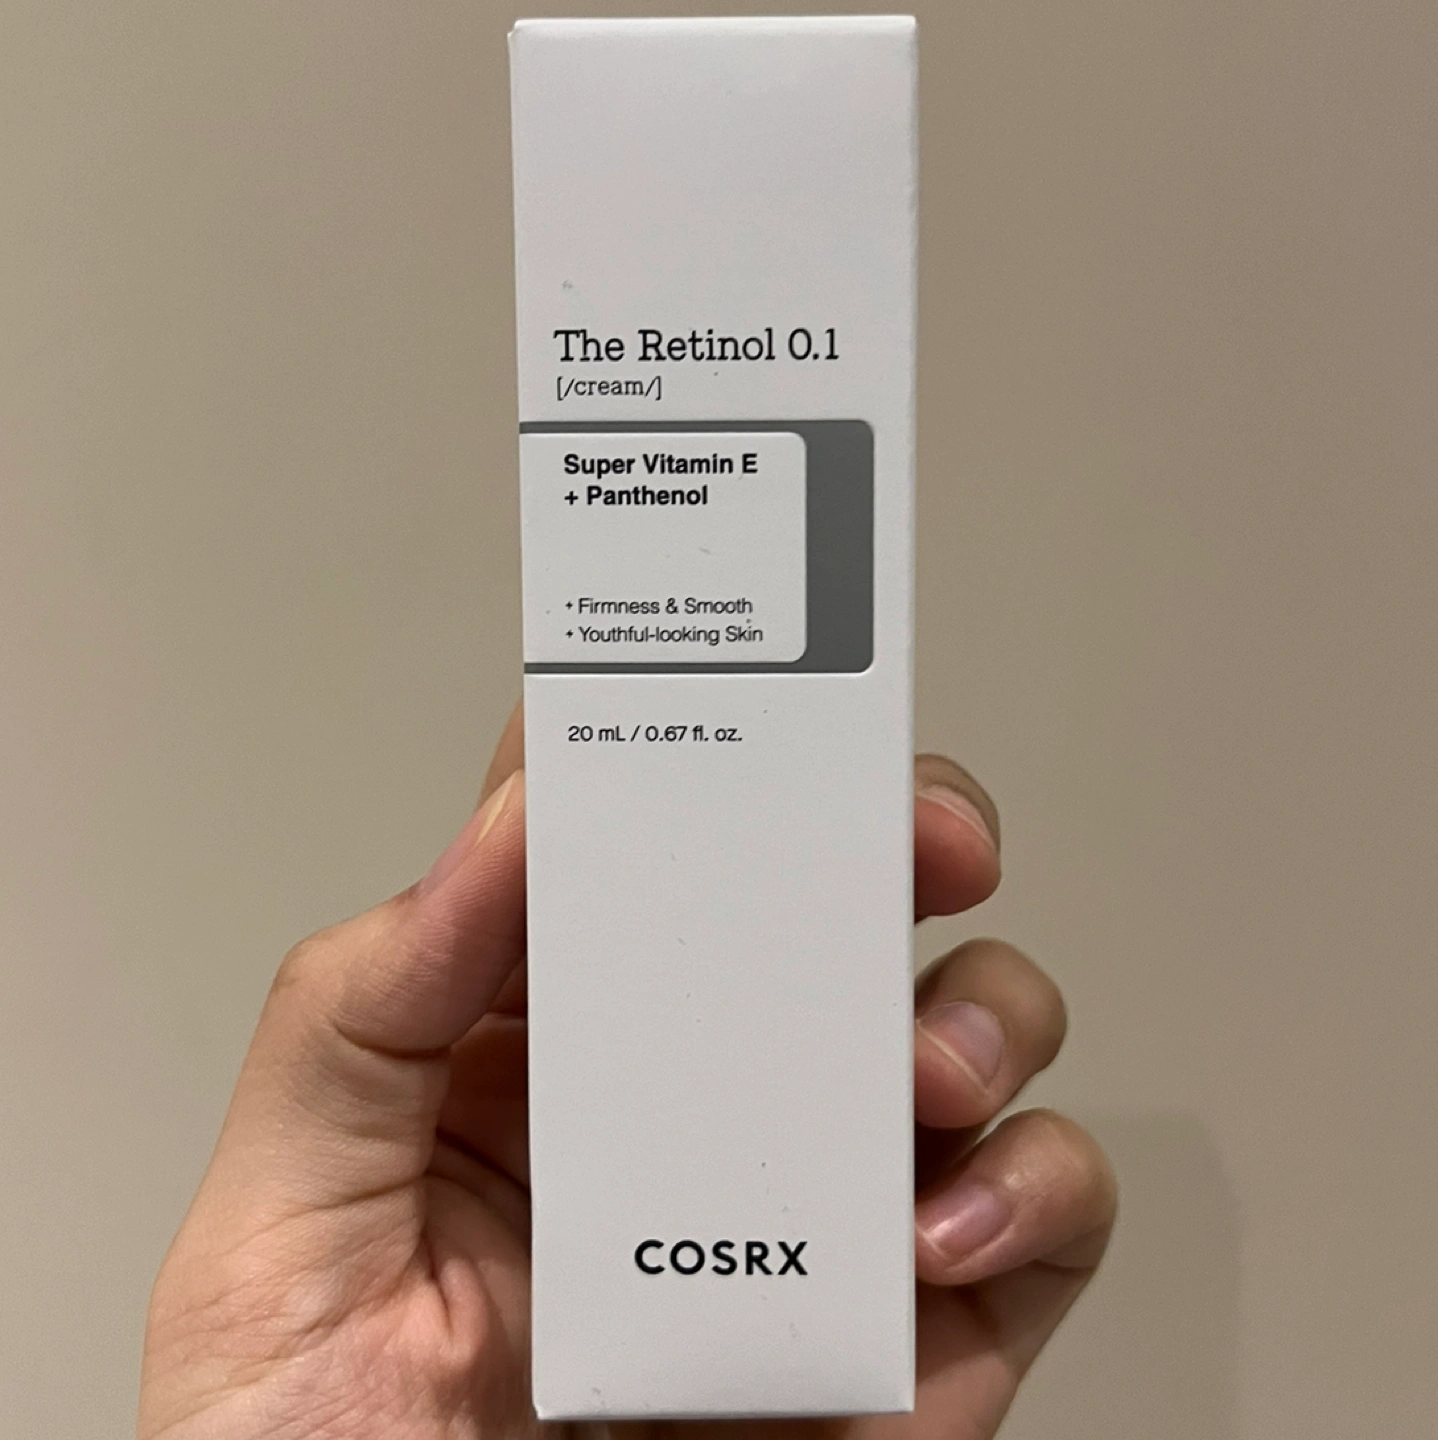 The Retinol 0.1
[/cream/]
Super Vitamin E
+ Panthenol
+ Firmness & Smooth
+ Youthful-looking Skin
20 mL / 0.67 fl. oz.
COSRX